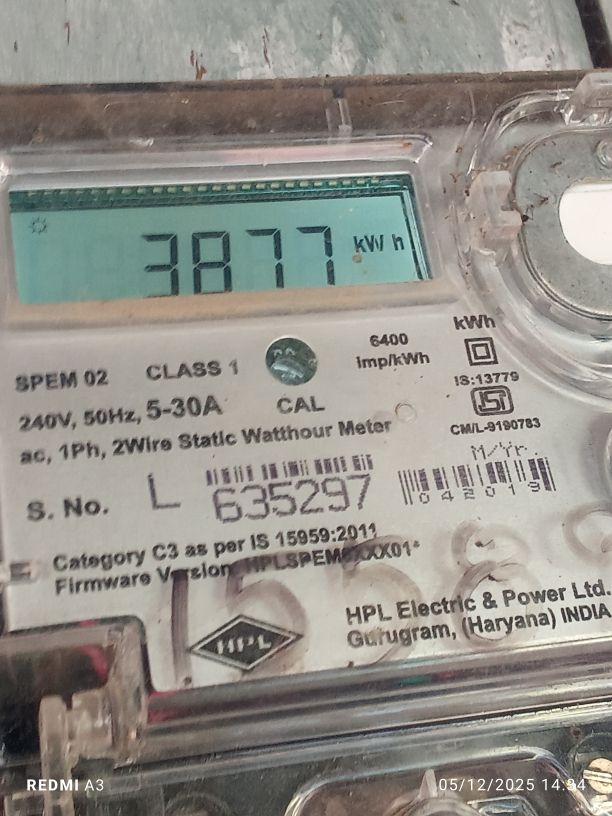 3877 kWh
6400 imp/kWh
kWh
SPEM 02 CLASS 1
IS:13779
240V, 50Hz, 5-30A CAL
CM/L-9190783
ac, 1Ph, 2Wire Static Watthour Meter
M/Yr.
S. No. L 635297
042019
Category C3 as per IS 15959:2011
Firmware Version
HPL Electric & Power Ltd.
Gurugram, (Haryana) INDIA
HPL
REDMI A3
05/12/2025 14:34